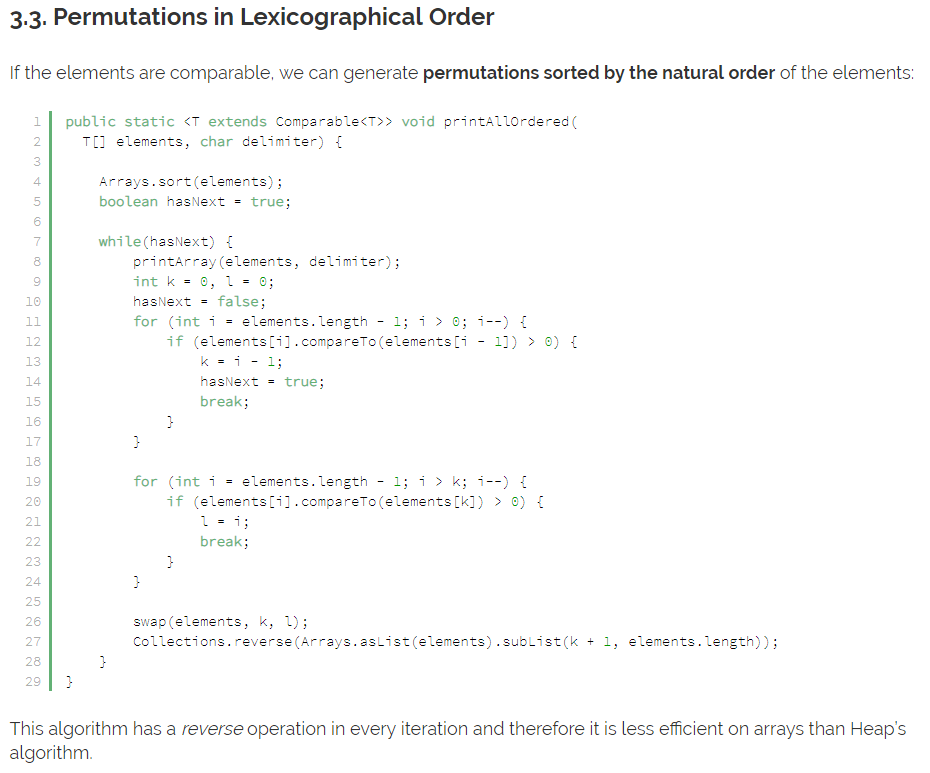 3.3. Permutations in Lexicographical Order
If the elements are comparable, we can generate permutations sorted by the natural order of the elements:
1 public static <T extends Comparable<T>> void printAllOrdered(
2   T[] elements, char delimiter) {
3
4     Arrays.sort(elements);
5     boolean hasNext = true;
6
7     while(hasNext) {
8         printArray(elements, delimiter);
9         int k = 0, l = 0;
10         hasNext = false;
11         for (int i = elements.length - 1; i > 0; i--) {
12             if (elements[i].compareTo(elements[i - 1]) > 0) {
13                 k = i - 1;
14                 hasNext = true;
15                 break;
16             }
17         }
18
19         for (int i = elements.length - 1; i > k; i--) {
20             if (elements[i].compareTo(elements[k]) > 0) {
21                 l = i;
22                 break;
23             }
24         }
25
26         swap(elements, k, l);
27         Collections.reverse(Arrays.asList(elements).subList(k + 1, elements.length));
28     }
29 }
This algorithm has a reverse operation in every iteration and therefore it is less efficient on arrays than Heap's
algorithm.